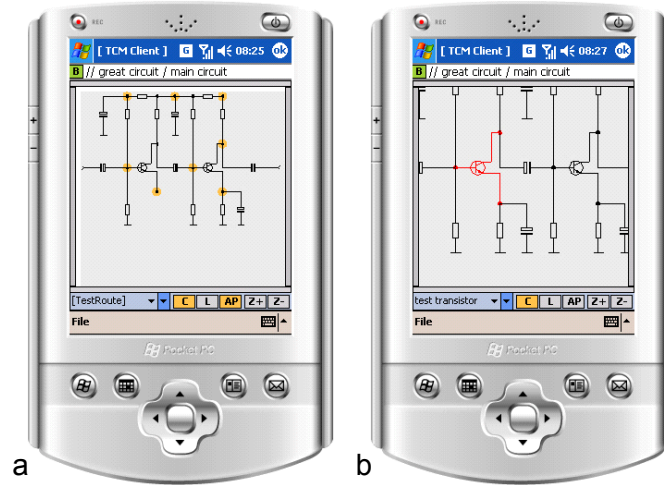 REC
[ TCM Client ] G 08:25 ok
B // great circuit / main circuit
[TestRoute] C L AP Z+ Z-
File
Pocket PC
a
REC
[ TCM Client ] G 08:27 ok
B // great circuit / main circuit
test transistor C L AP Z+ Z-
File
Pocket PC
b